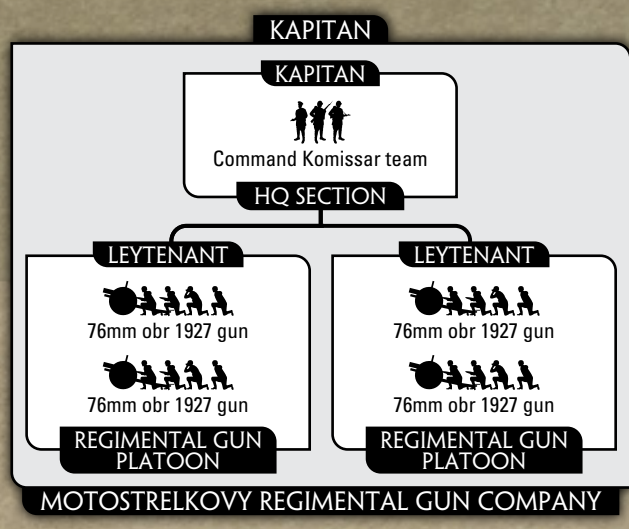 KAPITAN
KAPITAN
Command Komissar team
HQ SECTION
LEYTENANT
76mm obr 1927 gun
76mm obr 1927 gun
REGIMENTAL GUN
PLATOON
LEYTENANT
76mm obr 1927 gun
76mm obr 1927 gun
REGIMENTAL GUN
PLATOON
MOTOSTRELKOVY REGIMENTAL GUN COMPANY